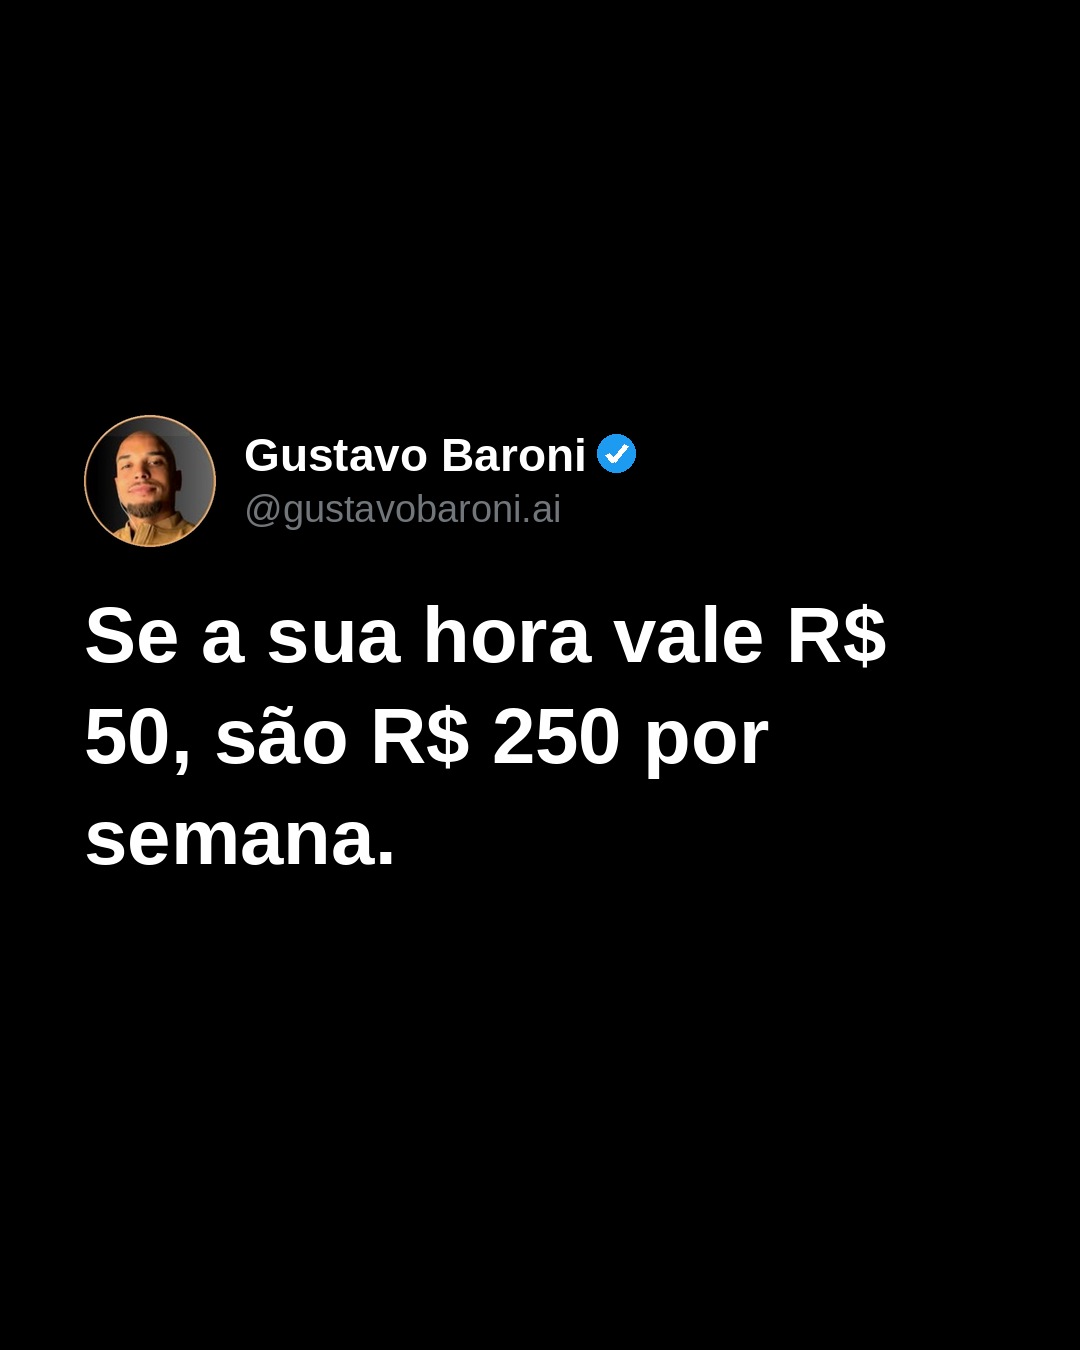 Gustavo Baroni
@gustavobaroni.ai
Se a sua hora vale R$
50, são R$ 250 por
semana.